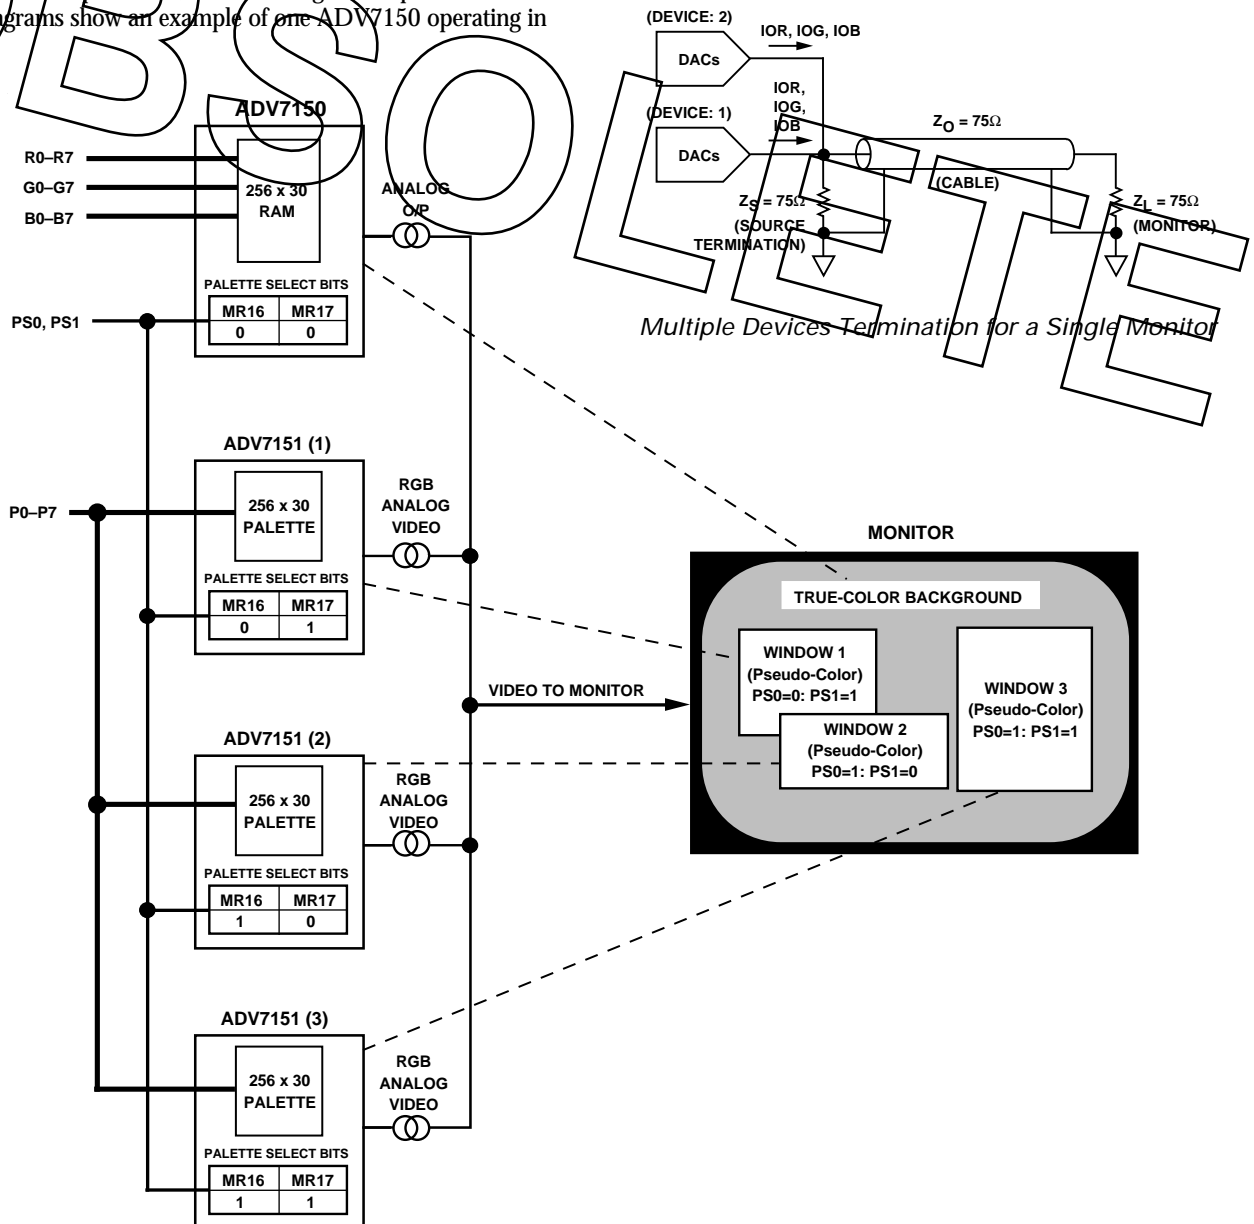 grams show an example of one ADV7150 operating in
OBSOLETE
ADV7150
R0–R7
G0–G7
B0–B7
256 x 30
RAM
ANALOG
O/P
PALETTE SELECT BITS
MR16 MR17
0 0
PS0, PS1
(DEVICE: 2)
DACs
IOR, IOG, IOB
(DEVICE: 1)
DACs
IOR,
IOG,
IOB
ZO = 75Ω
(CABLE)
ZS = 75Ω
(SOURCE
TERMINATION)
ZL = 75Ω
(MONITOR)
Multiple Devices Termination for a Single Monitor
ADV7151 (1)
P0–P7
256 x 30
PALETTE
RGB
ANALOG
VIDEO
PALETTE SELECT BITS
MR16 MR17
0 1
ADV7151 (2)
256 x 30
PALETTE
RGB
ANALOG
VIDEO
PALETTE SELECT BITS
MR16 MR17
1 0
ADV7151 (3)
256 x 30
PALETTE
RGB
ANALOG
VIDEO
PALETTE SELECT BITS
MR16 MR17
1 1
VIDEO TO MONITOR
MONITOR
TRUE-COLOR BACKGROUND
WINDOW 1
(Pseudo-Color)
PS0=0: PS1=1
WINDOW 2
(Pseudo-Color)
PS0=1: PS1=0
WINDOW 3
(Pseudo-Color)
PS0=1: PS1=1